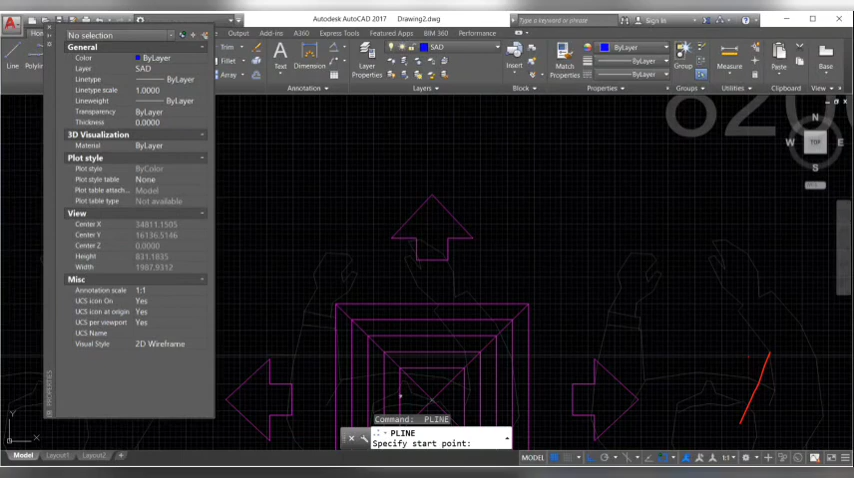 Autodesk AutoCAD 2017 Drawing2.dwg
Type a keyword or phrase
Sign In
Output Add-ins A360 Express Tools Featured Apps BIM 360 Performance
No selection
General
Color ByLayer
Layer SAD
Linetype ByLayer
Linetype scale 1.0000
Lineweight ByLayer
Transparency ByLayer
Thickness 0.0000
3D Visualization
Material ByLayer
Plot style
Plot style ByColor
Plot style table None
Plot table attach... Model
Plot table type Not available
View
Center X 34811.1505
Center Y 16136.5146
Center Z 0.0000
Height 831.1835
Width 1987.9312
Misc
Annotation scale 1:1
UCS icon On Yes
UCS icon at origin Yes
UCS per viewport Yes
UCS Name
Visual Style 2D Wireframe
PROPERTIES
Line
Trim
Fillet
Array
Text
Dimension
Annotation
Layer
Properties
SAD
Layers
Insert
Block
Match
Properties
ByLayer
ByLayer
ByLayer
Properties
Group
Groups
Measure
Utilities
Paste
Clipboard
Base
View
N
W TOP E
S
Y
X
Command: PLINE
PLINE
Specify start point:
Model Layout1 Layout2 +
MODEL
1:1